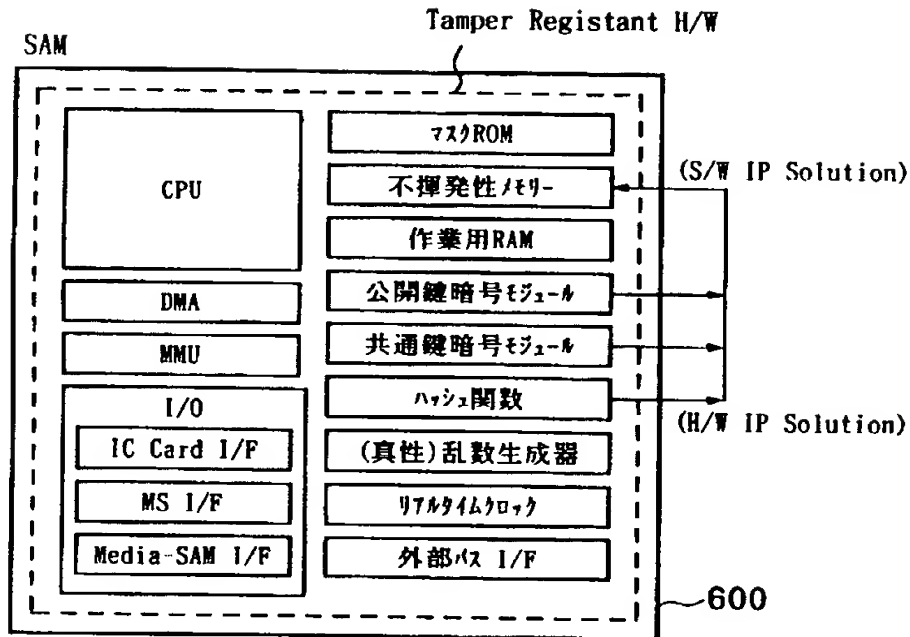 Tamper Registant H/W
SAM
CPU
DMA
MMU
I/O
IC Card I/F
MS I/F
Media-SAM I/F
マスクROM
不揮発性メモリー
作業用RAM
公開鍵暗号モジュール
共通鍵暗号モジュール
ハッシュ関数
(真性)乱数生成器
リアルタイムクロック
外部バス I/F
(S/W IP Solution)
(H/W IP Solution)
600